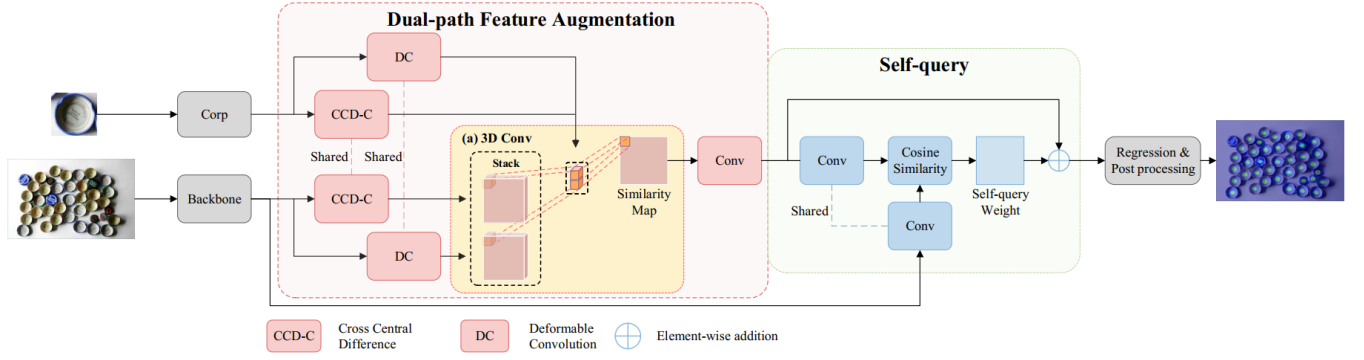 Dual-path Feature Augmentation
DC
Self-query
Corp
CCD-C
(a) 3D Conv
Shared
Shared
Stack
Conv
Conv
Cosine
Similarity
Regression &
Post processing
Backbone
CCD-C
Similarity
Map
Self-query
Weight
Shared
Conv
DC
CCD-C
Cross Central
Difference
DC
Deformable
Convolution
Element-wise addition